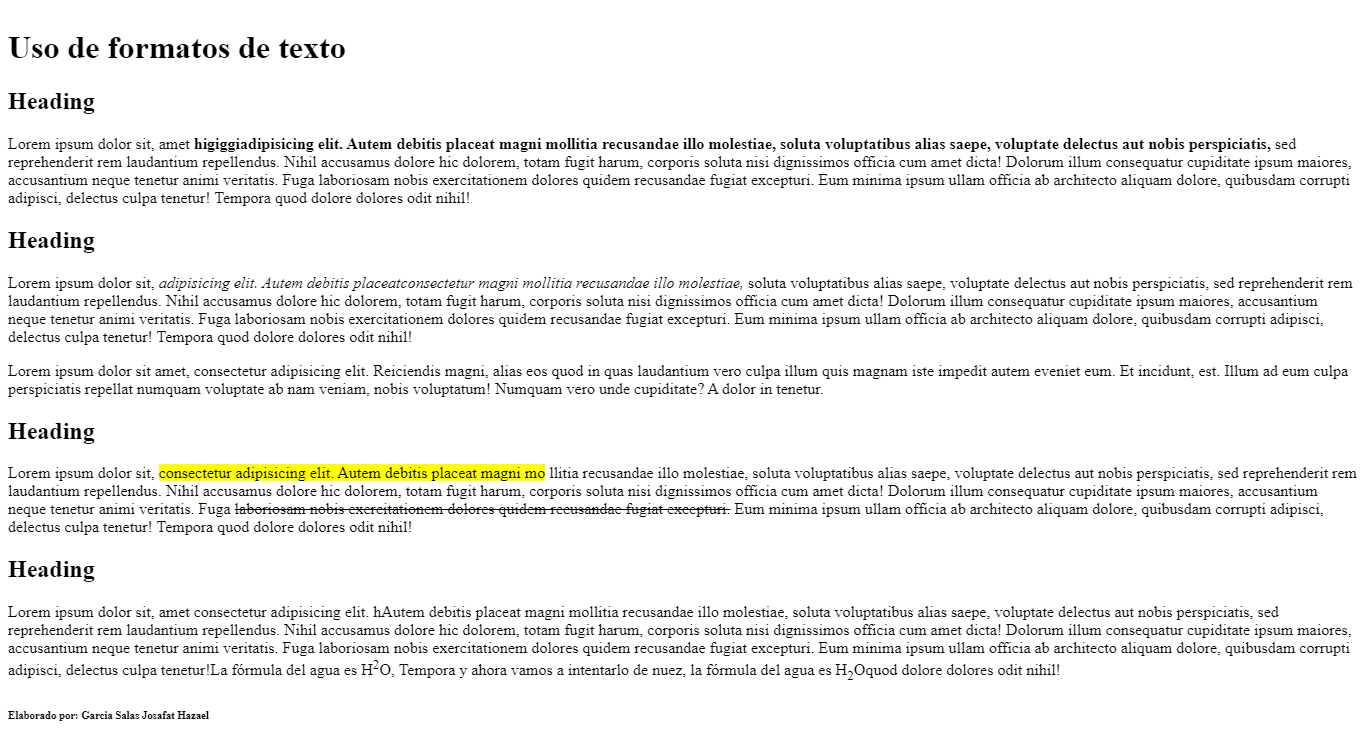 Uso de formatos de texto
Heading
Lorem ipsum dolor sit, amet higiggiadipisicing elit. Autem debitis placeat magni mollitia recusandae illo molestiae, soluta voluptatibus alias saepe, voluptate delectus aut nobis perspiciatis, sed
reprehenderit rem laudantium repellendus. Nihil accusamus dolore hic dolorem, totam fugit harum, corporis soluta nisi dignissimos officia cum amet dicta! Dolorum illum consequatur cupiditate ipsum maiores,
accusantium neque tenetur animi veritatis. Fuga laboriosam nobis exercitationem dolores quidem recusandae fugiat excepturi. Eum minima ipsum ullam officia ab architecto aliquam dolore, quibusdam corrupti
adipisci, delectus culpa tenetur! Tempora quod dolore dolores odit nihil!
Heading
Lorem ipsum dolor sit, adipisicing elit. Autem debitis placeatconsectetur magni mollitia recusandae illo molestiae, soluta voluptatibus alias saepe, voluptate delectus aut nobis perspiciatis, sed reprehenderit rem
laudantium repellendus. Nihil accusamus dolore hic dolorem, totam fugit harum, corporis soluta nisi dignissimos officia cum amet dicta! Dolorum illum consequatur cupiditate ipsum maiores, accusantium
neque tenetur animi veritatis. Fuga laboriosam nobis exercitationem dolores quidem recusandae fugiat excepturi. Eum minima ipsum ullam officia ab architecto aliquam dolore, quibusdam corrupti adipisci,
delectus culpa tenetur! Tempora quod dolore dolores odit nihil!
Lorem ipsum dolor sit amet, consectetur adipisicing elit. Reiciendis magni, alias eos quod in quas laudantium vero culpa illum quis magnam iste impedit autem eveniet eum. Et incidunt, est. Illum ad eum culpa
perspiciatis repellat numquam voluptate ab nam veniam, nobis voluptatum! Numquam vero unde cupiditate? A dolor in tenetur.
Heading
Lorem ipsum dolor sit, consectetur adipisicing elit. Autem debitis placeat magni mo llitia recusandae illo molestiae, soluta voluptatibus alias saepe, voluptate delectus aut nobis perspiciatis, sed reprehenderit rem
laudantium repellendus. Nihil accusamus dolore hic dolorem, totam fugit harum, corporis soluta nisi dignissimos officia cum amet dicta! Dolorum illum consequatur cupiditate ipsum maiores, accusantium
neque tenetur animi veritatis. Fuga laboriosam nobis exercitationem dolores quidem recusandae fugiat excepturi. Eum minima ipsum ullam officia ab architecto aliquam dolore, quibusdam corrupti adipisci,
delectus culpa tenetur! Tempora quod dolore dolores odit nihil!
Heading
Lorem ipsum dolor sit, amet consectetur adipisicing elit. hAutem debitis placeat magni mollitia recusandae illo molestiae, soluta voluptatibus alias saepe, voluptate delectus aut nobis perspiciatis, sed
reprehenderit rem laudantium repellendus. Nihil accusamus dolore hic dolorem, totam fugit harum, corporis soluta nisi dignissimos officia cum amet dicta! Dolorum illum consequatur cupiditate ipsum maiores,
accusantium neque tenetur animi veritatis. Fuga laboriosam nobis exercitationem dolores quidem recusandae fugiat excepturi. Eum minima ipsum ullam officia ab architecto aliquam dolore, quibusdam corrupti
adipisci, delectus culpa tenetur!La fórmula del agua es H²O, Tempora y ahora vamos a intentarlo de nuez, la fórmula del agua es H₂Oquod dolore dolores odit nihil!
Elaborado por: Garcia Salas Josafat Hazael